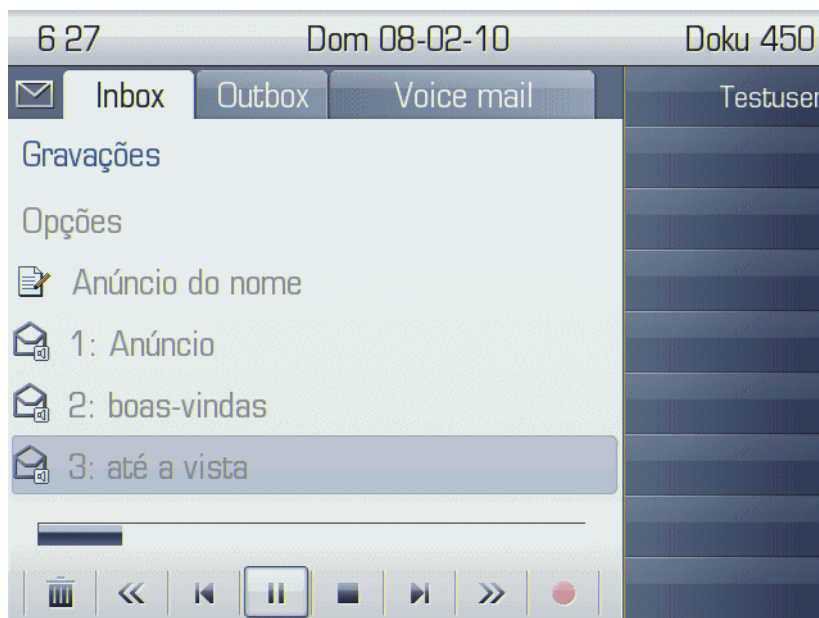 6 27 Dom 08-02-10 Doku 450
Inbox Outbox Voice mail Testuser
Gravações
Opções
Anúncio do nome
1: Anúncio
2: boas-vindas
3: até a vista